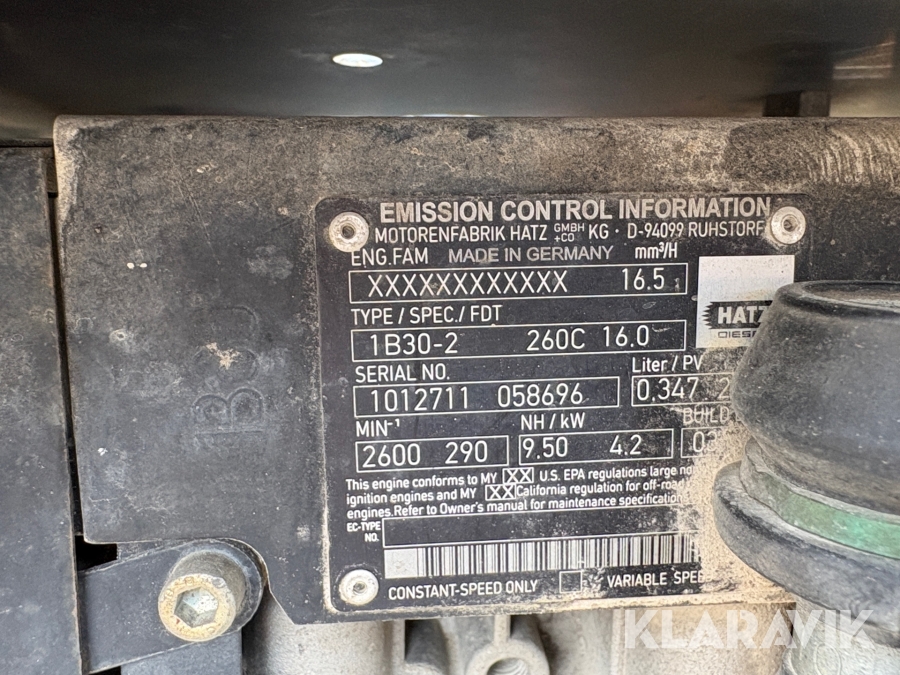 EMISSION CONTROL INFORMATION
MOTORENFABRIK HATZ GMBH +CO KG · D-94099 RUHSTORF
ENG.FAM MADE IN GERMANY mm³/H
XXXXXXXXXXXX 16.5
HATZ
DIESEL
TYPE / SPEC./ FDT
1B30-2 260C 16.0
SERIAL NO. Liter / PV
1012711 058696 0.347
MIN⁻¹ NH / kW BUILD
2600 290 9.50 4.2
This engine conforms to MY XX U.S. EPA regulations large
ignition engines and MY XX California regulation for off-road
engines. Refer to Owner's manual for maintenance specifications
EC-TYPE
NO.
CONSTANT-SPEED ONLY VARIABLE
1B30
KLARAVIK